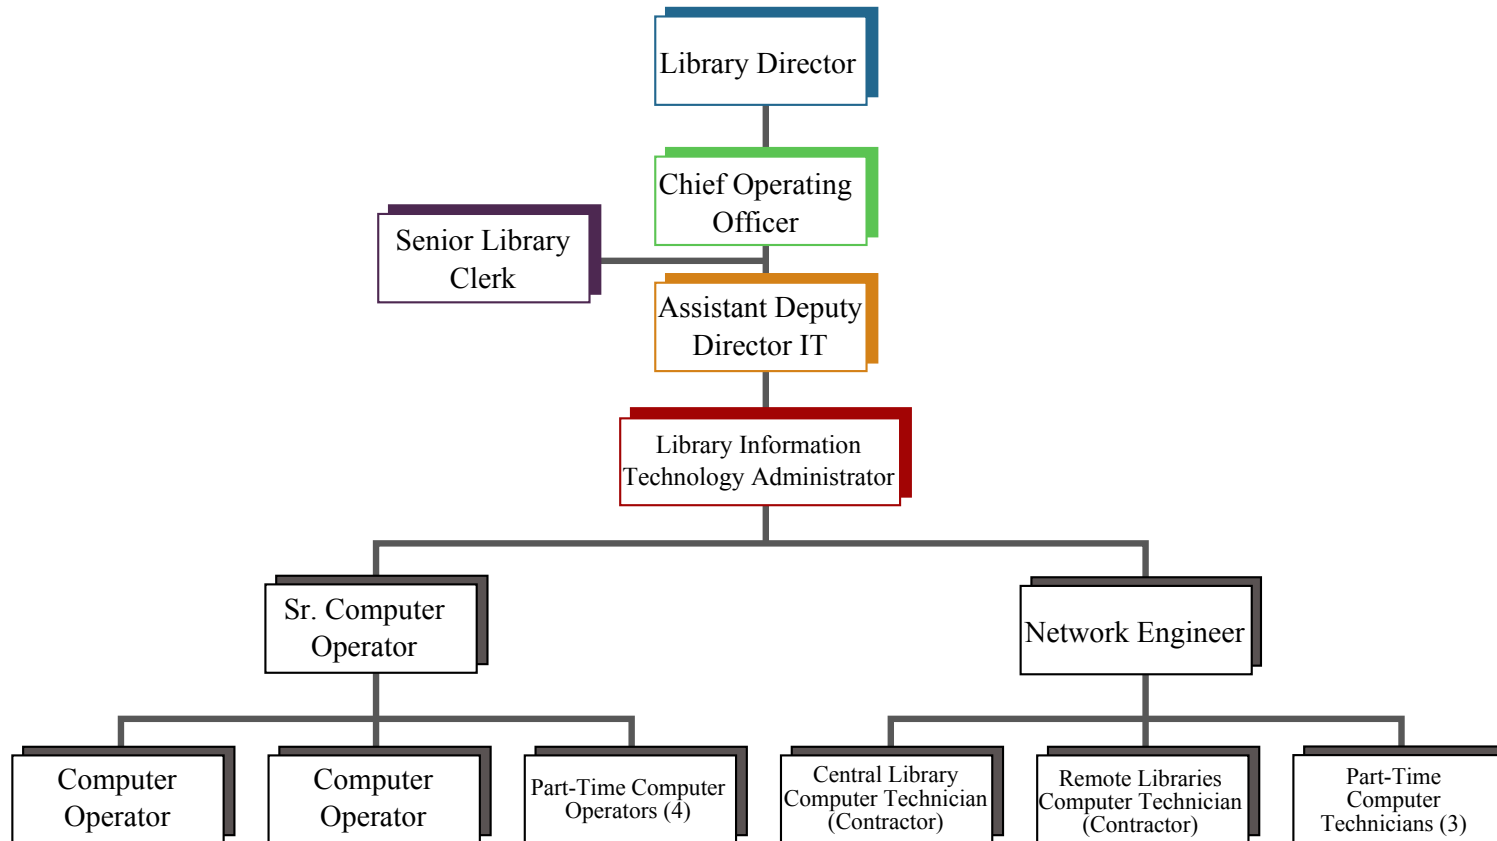 Library Director
Chief Operating
Officer
Senior Library
Clerk
Assistant Deputy
Director IT
Library Information
Technology Administrator
Sr. Computer
Operator
Network Engineer
Computer
Operator
Computer
Operator
Part-Time Computer
Operators (4)
Central Library
Computer Technician
(Contractor)
Remote Libraries
Computer Technician
(Contractor)
Part-Time
Computer
Technicians (3)